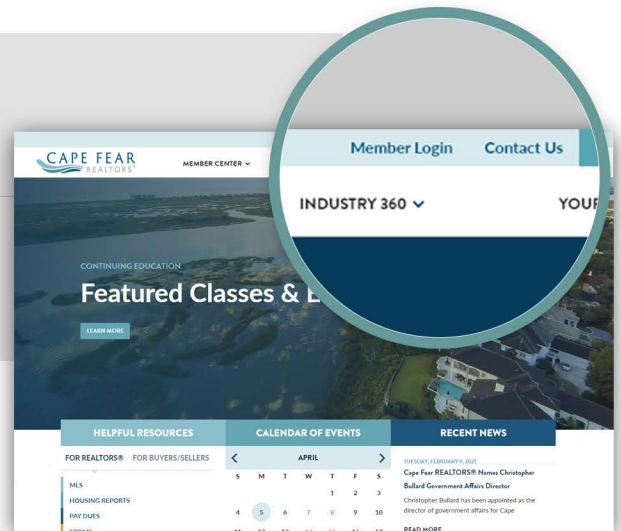 Member Login Contact Us
CAPE FEAR
REALTORS®
MEMBER CENTER
INDUSTRY 360
CONTINUING EDUCATION
Featured Classes & E
LEARN MORE
HELPFUL RESOURCES
FOR REALTORS® FOR BUYERS/SELLERS
MLS
HOUSING REPORTS
PAY DUES
CALENDAR OF EVENTS
APRIL
S M T W T F S
1 2 3
4 5 6 7 8 9 10
RECENT NEWS
TUESDAY, FEBRUARY 9, 2021
Cape Fear REALTORS® Names Christopher
Bullard Government Affairs Director
Christopher Bullard has been appointed as the
director of government affairs for Cape
READ MORE